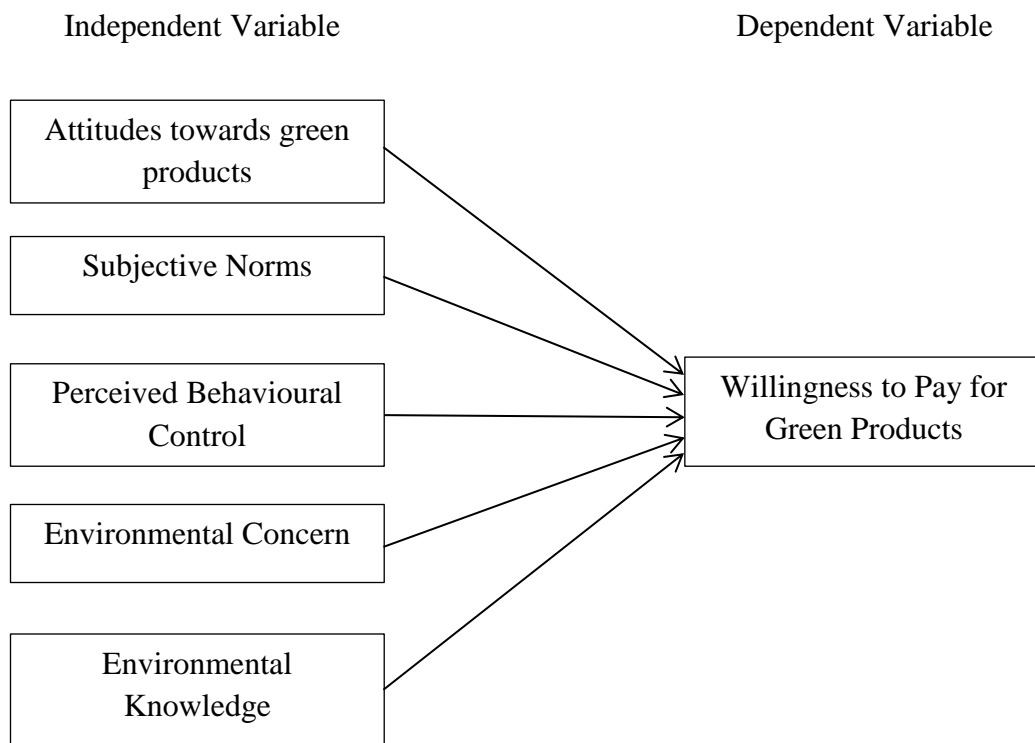 Independent Variable
Dependent Variable
Attitudes towards green
products
Subjective Norms
Perceived Behavioural
Control
Environmental Concern
Environmental
Knowledge
Willingness to Pay for
Green Products